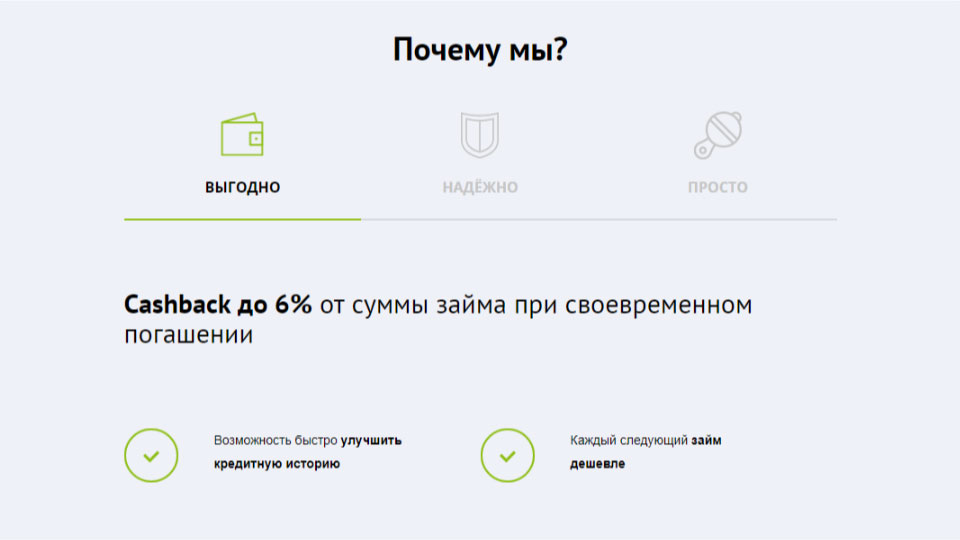 Почему мы?
ВЫГОДНО
НАДЁЖНО
ПРОСТО
Cashback до 6% от суммы займа при своевременном
погашении
Возможность быстро улучшить
кредитную историю
Каждый следующий займ
дешевле